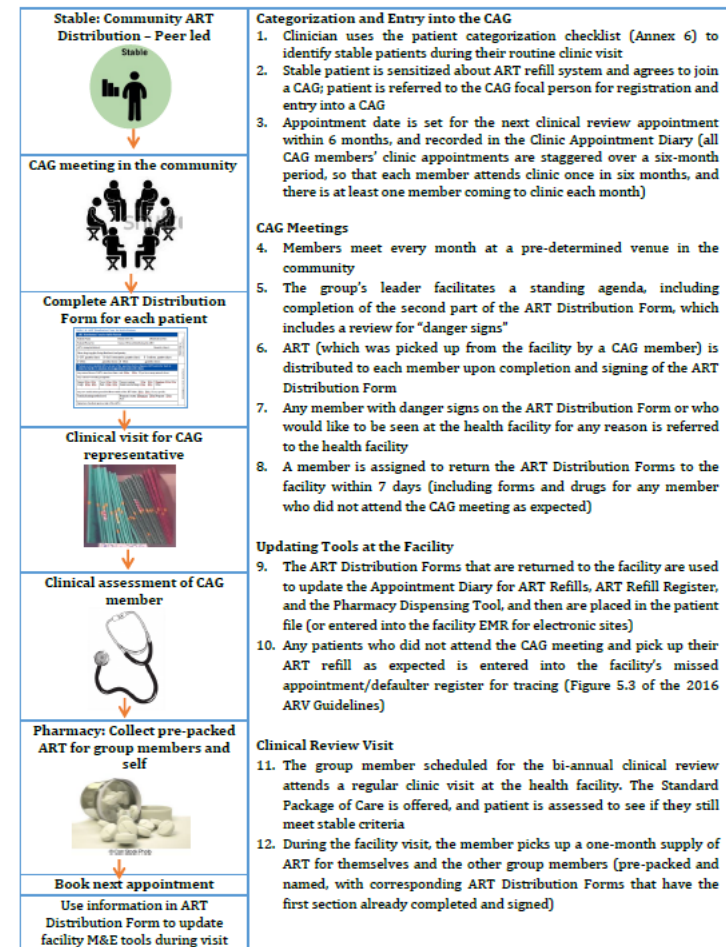 Stable: Community ART
Distribution – Peer led
Stable
CAG meeting in the community
Complete ART Distribution
Form for each patient
Clinical visit for CAG
representative
Clinical assessment of CAG
member
Pharmacy: Collect pre-packed
ART for group members and
self
Book next appointment
Use information in ART
Distribution Form to update
facility M&E tools during visit
Categorization and Entry into the CAG
1. Clinician uses the patient categorization checklist (Annex 6) to
identify stable patients during their routine clinic visit
2. Stable patient is sensitized about ART refill system and agrees to join
a CAG; patient is referred to the CAG focal person for registration and
entry into a CAG
3. Appointment date is set for the next clinical review appointment
within 6 months, and recorded in the Clinic Appointment Diary (all
CAG members' clinic appointments are staggered over a six-month
period, so that each member attends clinic once in six months, and
there is at least one member coming to clinic each month)
CAG Meetings
4. Members meet every month at a pre-determined venue in the
community
5. The group's leader facilitates a standing agenda, including
completion of the second part of the ART Distribution Form, which
includes a review for "danger signs"
6. ART (which was picked up from the facility by a CAG member) is
distributed to each member upon completion and signing of the ART
Distribution Form
7. Any member with danger signs on the ART Distribution Form or who
would like to be seen at the health facility for any reason is referred
to the health facility
8. A member is assigned to return the ART Distribution Forms to the
facility within 7 days (including forms and drugs for any member
who did not attend the CAG meeting as expected)
Updating Tools at the Facility
9. The ART Distribution Forms that are returned to the facility are used
to update the Appointment Diary for ART Refills, ART Refill Register,
and the Pharmacy Dispensing Tool, and then are placed in the patient
file (or entered into the facility EMR for electronic sites)
10. Any patients who did not attend the CAG meeting and pick up their
ART refill as expected is entered into the facility's missed
appointment/defaulter register for tracing (Figure 5.3 of the 2016
ARV Guidelines)
Clinical Review Visit
11. The group member scheduled for the bi-annual clinical review
attends a regular clinic visit at the health facility. The Standard
Package of Care is offered, and patient is assessed to see if they still
meet stable criteria
12. During the facility visit, the member picks up a one-month supply of
ART for themselves and the other group members (pre-packed and
named, with corresponding ART Distribution Forms that have the
first section already completed and signed)